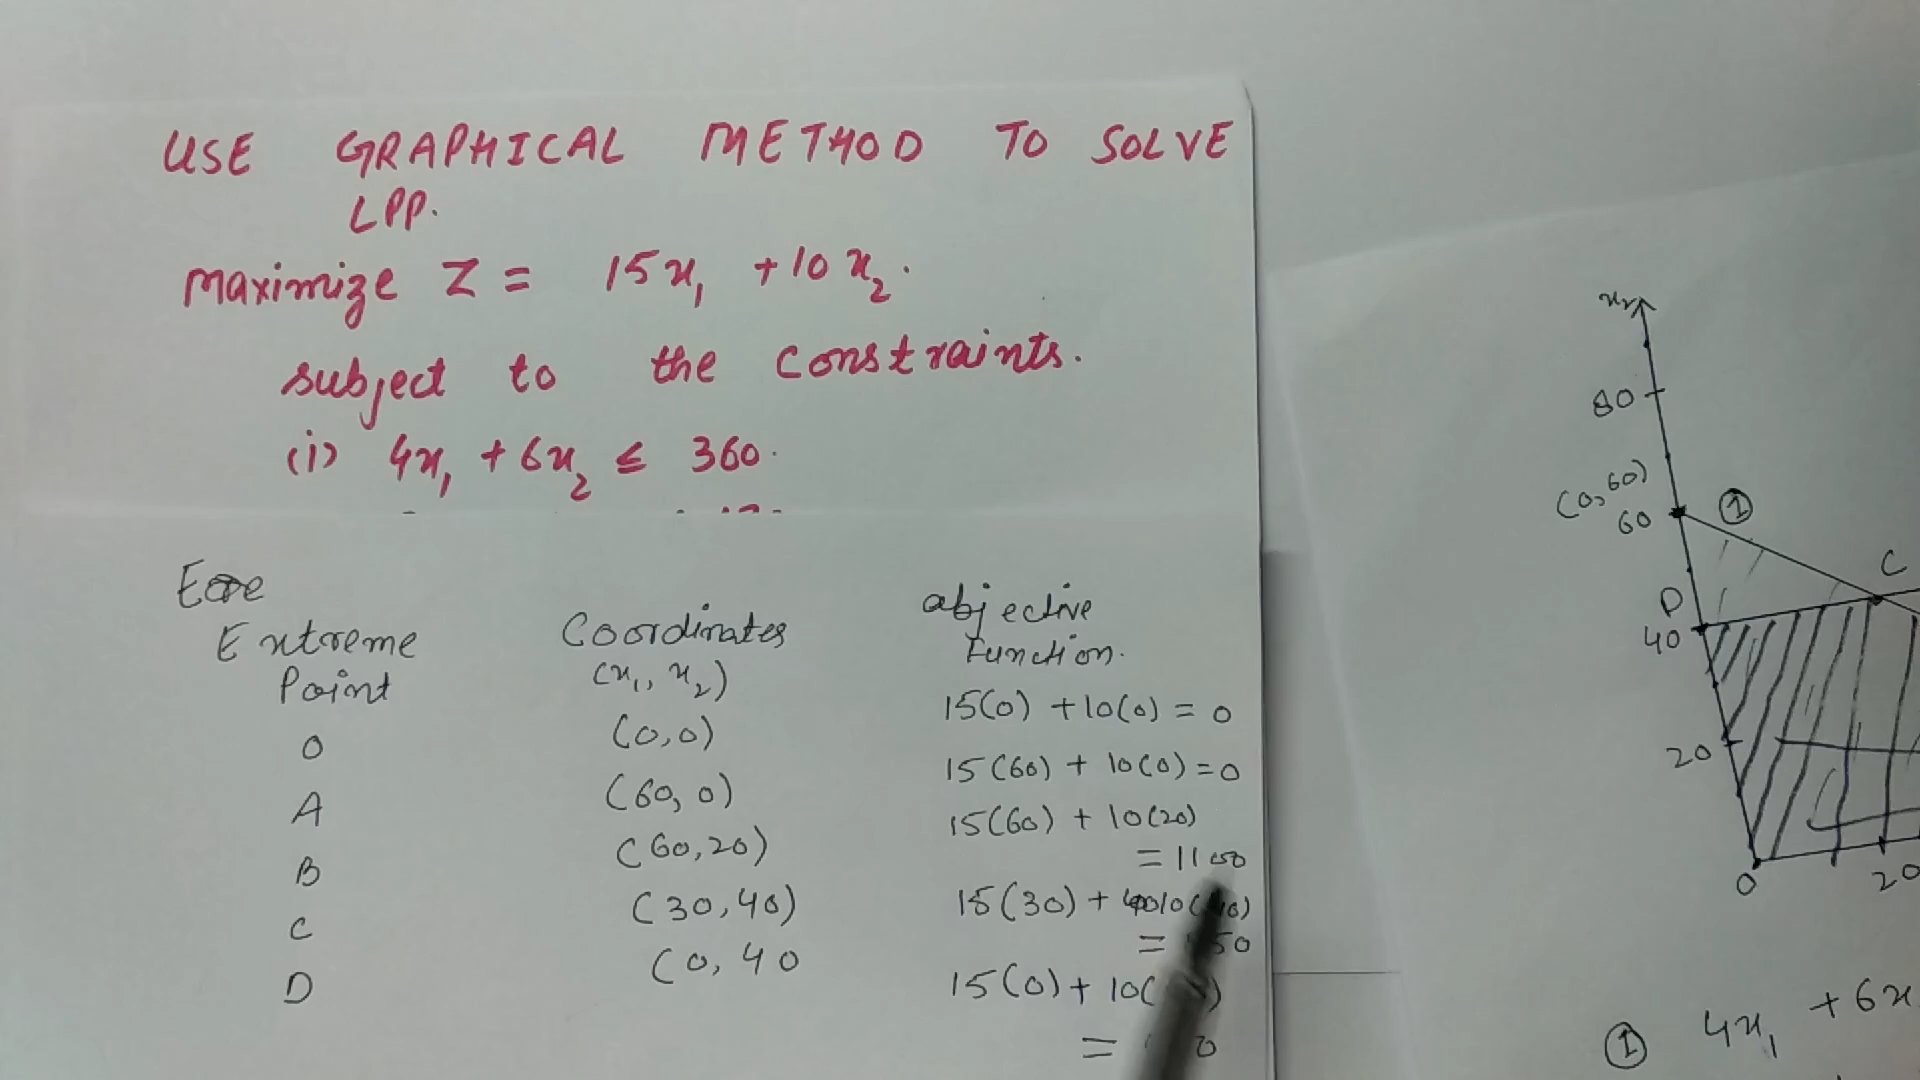 USE GRAPHICAL METHOD TO SOLVE
LPP.
Maximize Z = 15x₁ + 10x₂.
subject to the constraints.
(i) 4x₁ + 6x₂ ≤ 360.
Extreme Point
Coordinates (x₁, x₂)
abjective Function.
O (0,0) 15(0) + 10(0) = 0
A (60,0) 15(60) + 10(0) = 0
B (60,20) 15(60) + 10(20) = 1100
C (30,40) 15(30) +
D (0,40 15(0) + 10(
x₂
80
(0,60)
60
①
C
D
40
20
O
20
① 4x₁ + 6x